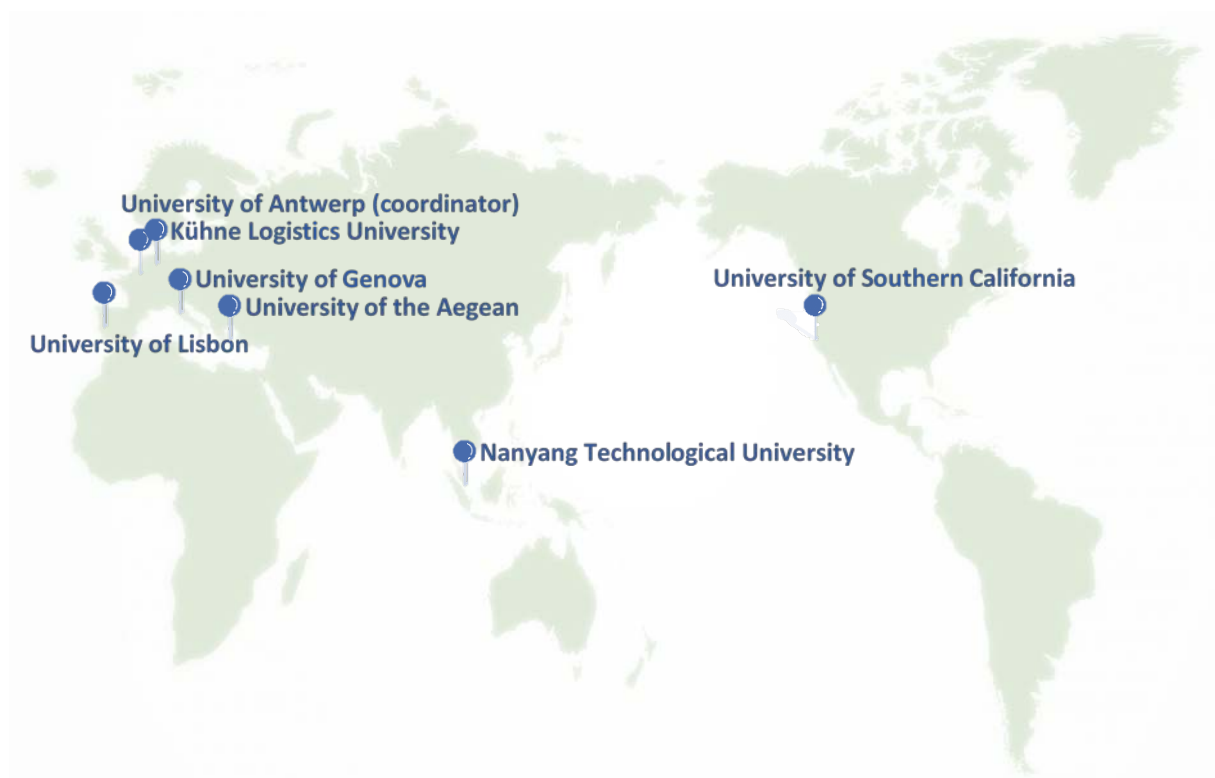 University of Antwerp (coordinator)
Kühne Logistics University
University of Genova
University of Southern California
University of the Aegean
University of Lisbon
Nanyang Technological University